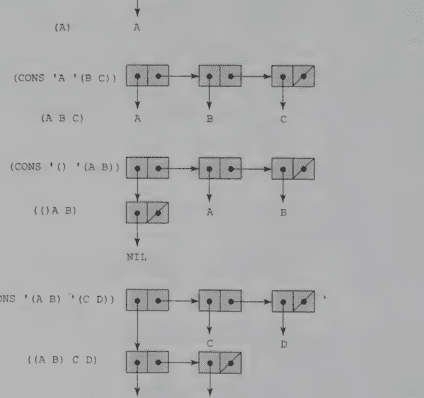 (A) A
(CONS 'A '(B C))
(A B C) A B C
(CONS '() '(A B))
(()A B) A B
NIL
ONS '(A B) '(C D))
C D
((A B) C D)